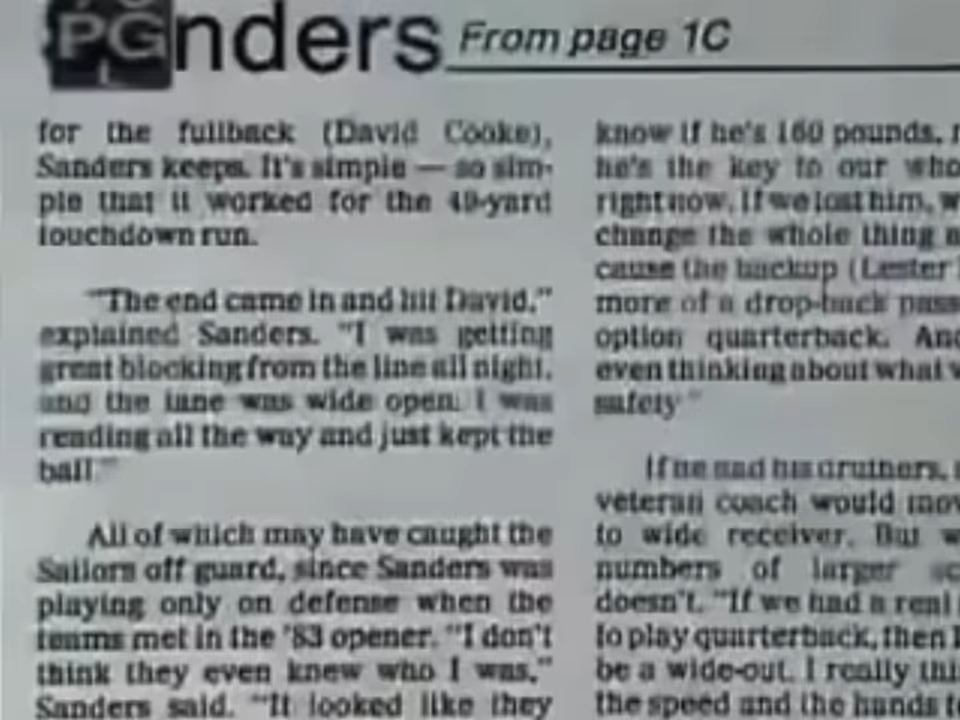 PG
L
nders From page 1C
for the fullback (David Cooke),
Sanders keeps. It's simple — so sim-
ple that it worked for the 49-yard
touchdown run.
"The end came in and hit David,"
explained Sanders. "I was getting
great blocking from the line all night,
and the lane was wide open. I was
reading all the way and just kept the
ball."
All of which may have caught the
Sailors off guard, since Sanders was
playing only on defense when the
teams met in the '83 opener. "I don't
think they even knew who I was,"
Sanders said. "It looked like they
know if he's 160 pounds,
he's the key to our
right now. If we lost him,
change the whole thing
cause the backup (Lester
more of a drop-back
option quarterback.
even thinking about what
safety"
If he had his druthers,
veteran coach would
to wide receiver. But
numbers of larger
doesn't. "If we had a real
to play quarterback, then I
be a wide-out. I really
the speed and the hands